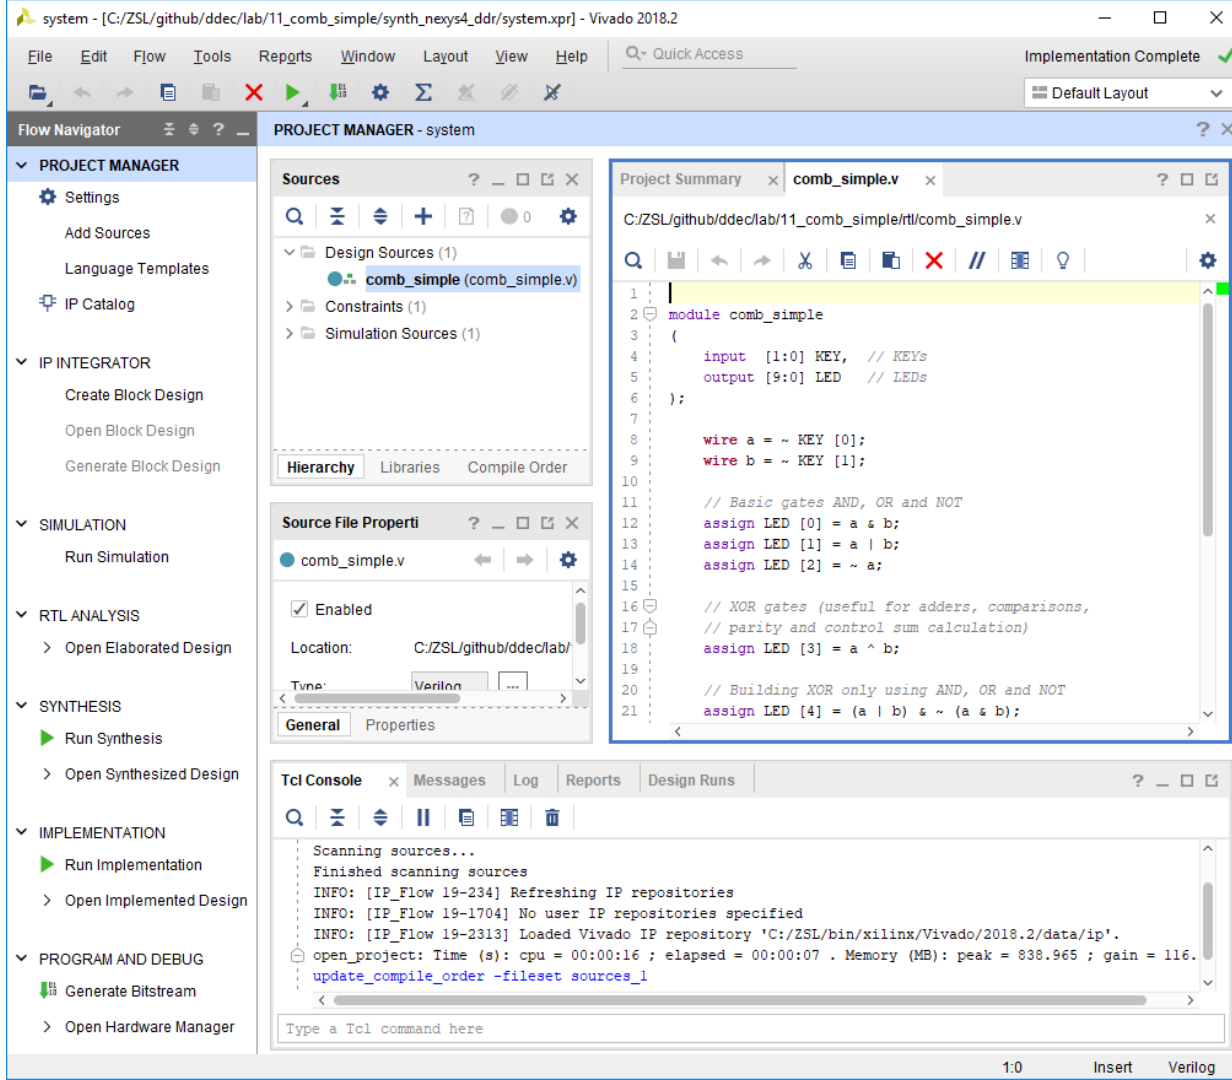 system - [C:/ZSL/github/ddec/lab/11_comb_simple/synth_nexys4_ddr/system.xpr] - Vivado 2018.2
File Edit Flow Tools Reports Window Layout View Help Quick Access Implementation Complete
Default Layout
Flow Navigator
PROJECT MANAGER
Settings
Add Sources
Language Templates
IP Catalog
IP INTEGRATOR
Create Block Design
Open Block Design
Generate Block Design
SIMULATION
Run Simulation
RTL ANALYSIS
Open Elaborated Design
SYNTHESIS
Run Synthesis
Open Synthesized Design
IMPLEMENTATION
Run Implementation
Open Implemented Design
PROGRAM AND DEBUG
Generate Bitstream
Open Hardware Manager
PROJECT MANAGER - system
Sources
0
Design Sources (1)
comb_simple (comb_simple.v)
Constraints (1)
Simulation Sources (1)
Hierarchy Libraries Compile Order
Source File Properti
comb_simple.v
Enabled
Location: C:/ZSL/github/ddec/lab/
Type: Verilog ...
General Properties
Project Summary comb_simple.v
C:/ZSL/github/ddec/lab/11_comb_simple/rtl/comb_simple.v
1
2 module comb_simple
3 (
4 input [1:0] KEY, // KEYs
5 output [9:0] LED // LEDs
6 );
7
8 wire a = ~ KEY [0];
9 wire b = ~ KEY [1];
10
11 // Basic gates AND, OR and NOT
12 assign LED [0] = a & b;
13 assign LED [1] = a | b;
14 assign LED [2] = ~ a;
15
16 // XOR gates (useful for adders, comparisons,
17 // parity and control sum calculation)
18 assign LED [3] = a ^ b;
19
20 // Building XOR only using AND, OR and NOT
21 assign LED [4] = (a | b) & ~ (a & b);
Tcl Console Messages Log Reports Design Runs
Scanning sources...
Finished scanning sources
INFO: [IP_Flow 19-234] Refreshing IP repositories
INFO: [IP_Flow 19-1704] No user IP repositories specified
INFO: [IP_Flow 19-2313] Loaded Vivado IP repository 'C:/ZSL/bin/xilinx/Vivado/2018.2/data/ip'.
open_project: Time (s): cpu = 00:00:16 ; elapsed = 00:00:07 . Memory (MB): peak = 838.965 ; gain = 116.
update_compile_order -fileset sources_1
Type a Tcl command here
1:0 Insert Verilog